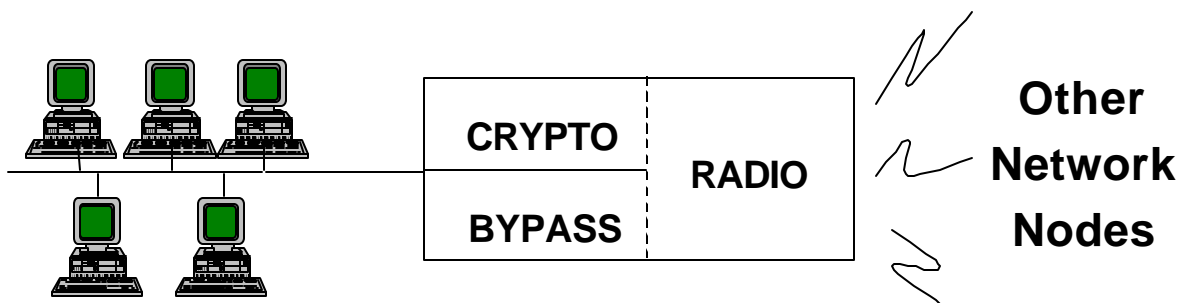 CRYPTO
BYPASS
RADIO
Other
Network
Nodes